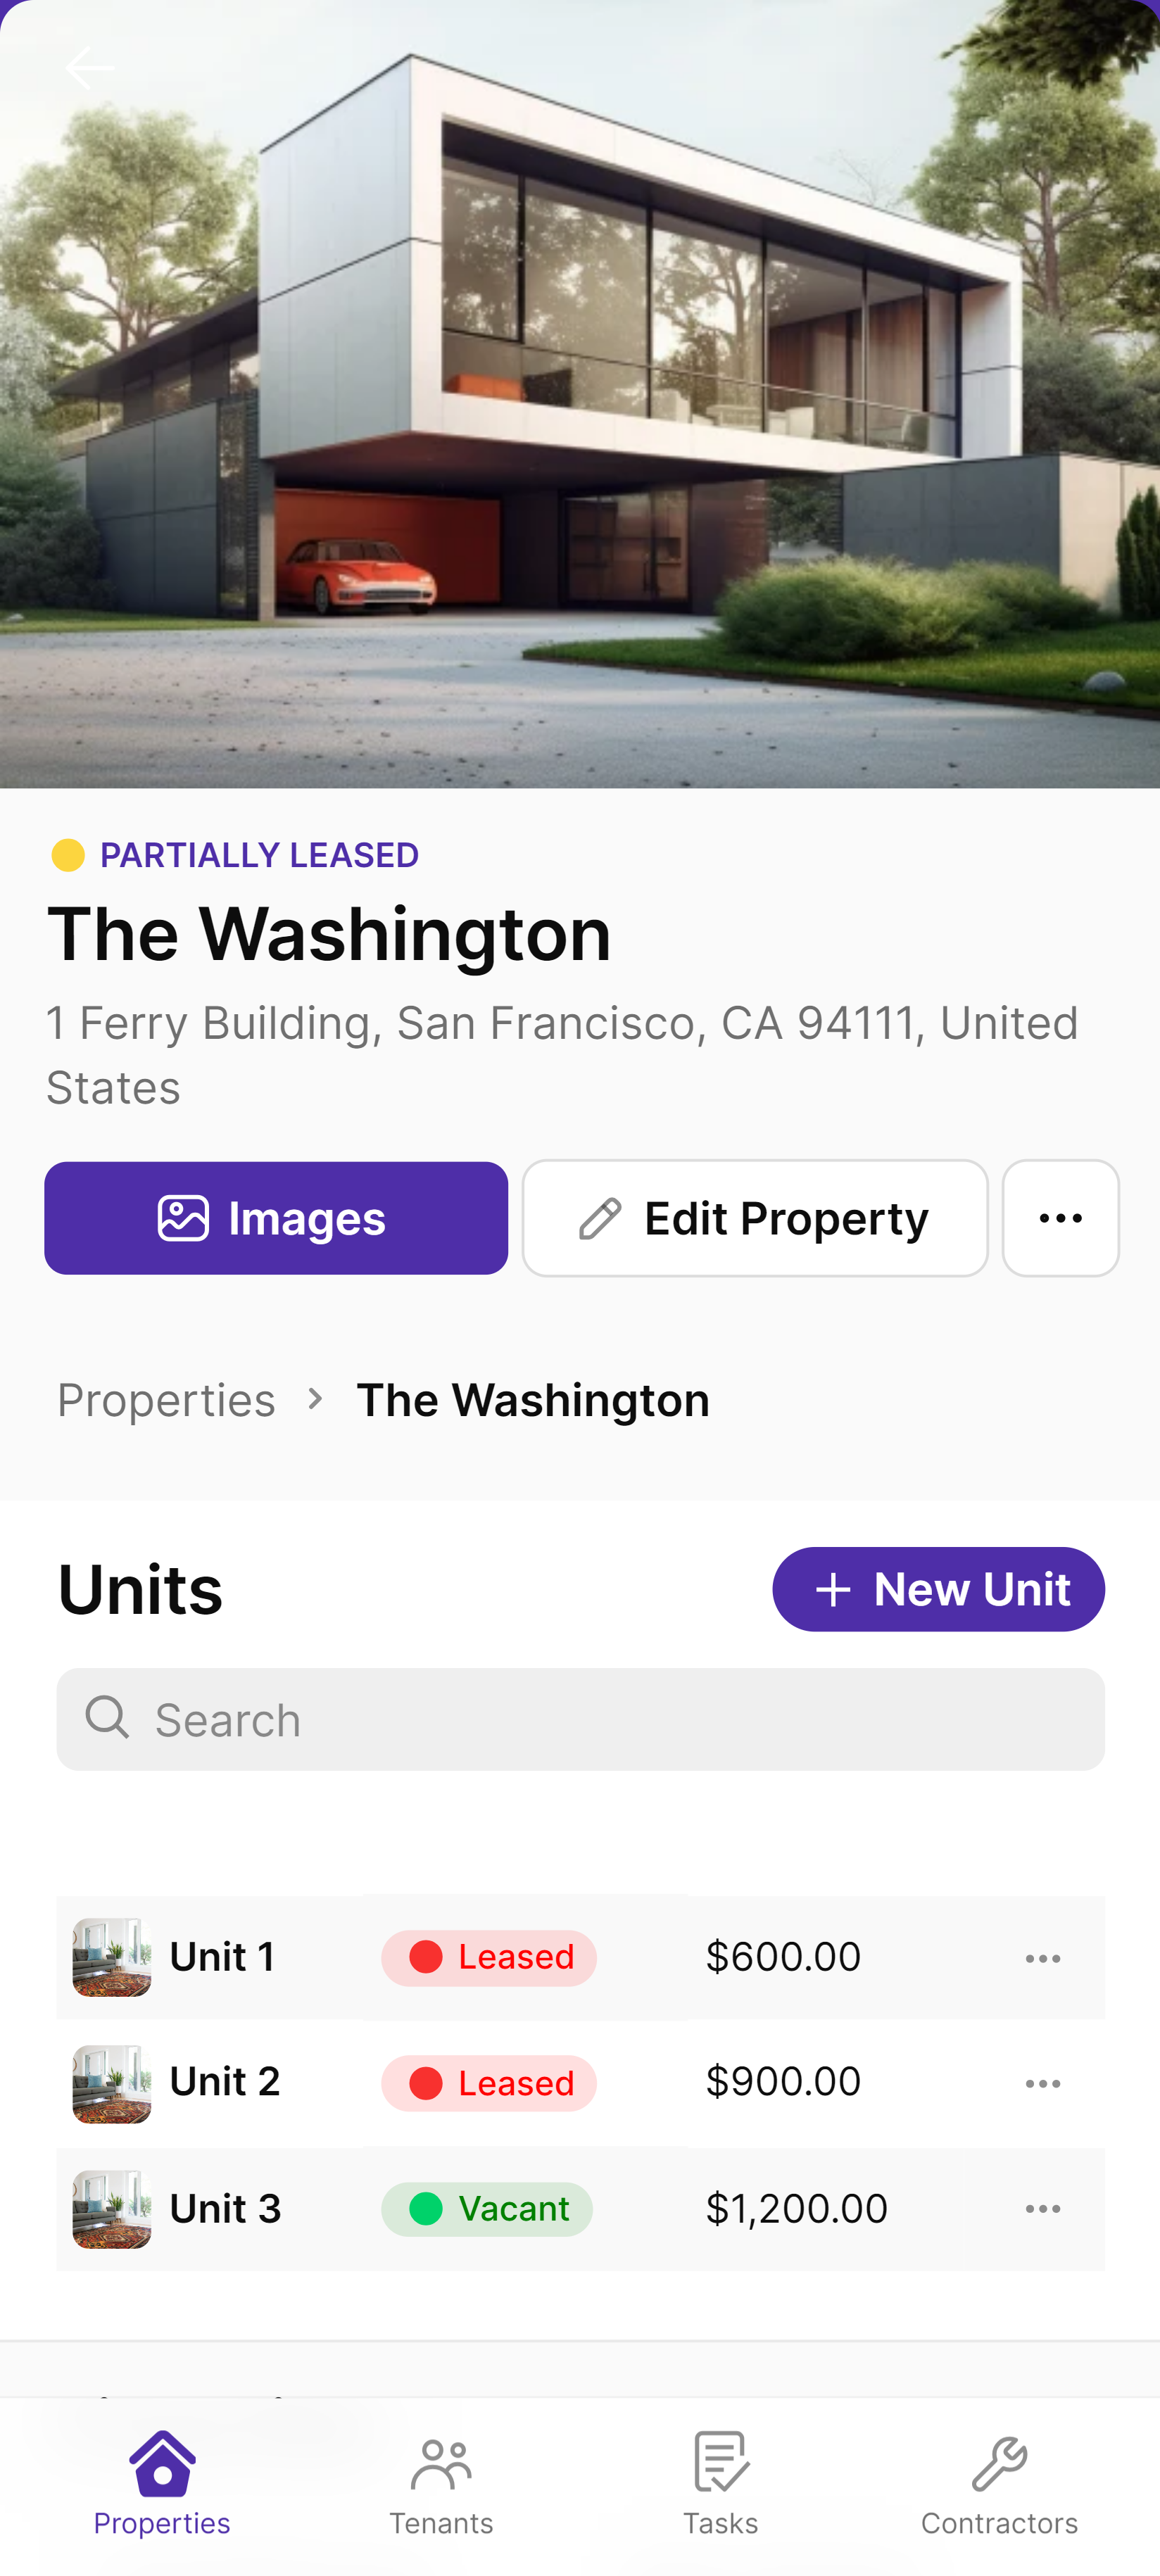 PARTIALLY LEASED
The Washington
1 Ferry Building, San Francisco, CA 94111, United
States
Images
Edit Property
Properties
The Washington
Units
New Unit
Search
Unit 1 Leased $600.00
Unit 2 Leased $900.00
Unit 3 Vacant $1,200.00
Properties Tenants Tasks Contractors